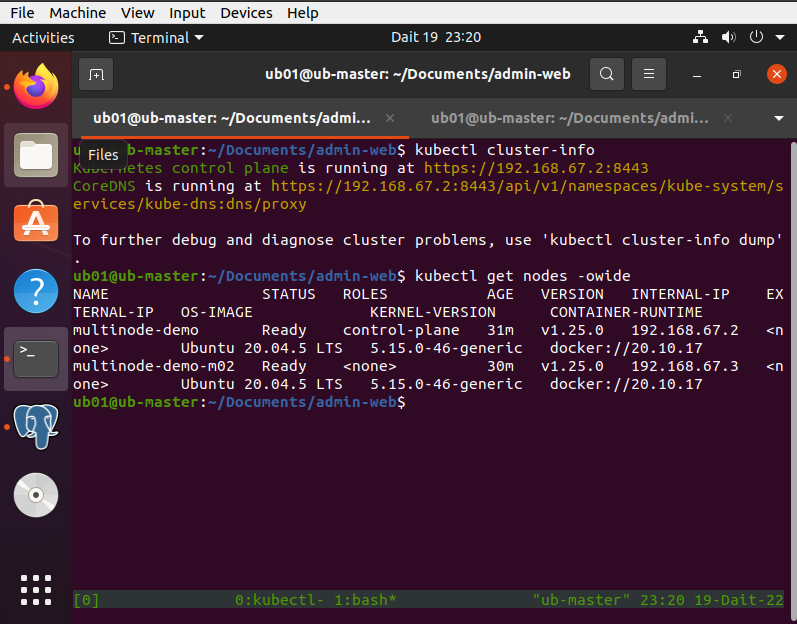 File Machine View Input Devices Help
Activities Terminal Dait 19 23:20
ub01@ub-master: ~/Documents/admin-web
ub01@ub-master: ~/Documents/admi... ub01@ub-master: ~/Documents/admi...
Files
ub-master:~/Documents/admin-web$ kubectl cluster-info
Kubernetes control plane is running at https://192.168.67.2:8443
CoreDNS is running at https://192.168.67.2:8443/api/v1/namespaces/kube-system/s
ervices/kube-dns:dns/proxy
To further debug and diagnose cluster problems, use 'kubectl cluster-info dump'
.
ub01@ub-master:~/Documents/admin-web$ kubectl get nodes -owide
NAME STATUS ROLES AGE VERSION INTERNAL-IP EX
TERNAL-IP OS-IMAGE KERNEL-VERSION CONTAINER-RUNTIME
multinode-demo Ready control-plane 31m v1.25.0 192.168.67.2 <n
one> Ubuntu 20.04.5 LTS 5.15.0-46-generic docker://20.10.17
multinode-demo-m02 Ready <none> 30m v1.25.0 192.168.67.3 <n
one> Ubuntu 20.04.5 LTS 5.15.0-46-generic docker://20.10.17
ub01@ub-master:~/Documents/admin-web$
[0] 0:kubectl- 1:bash* "ub-master" 23:20 19-Dait-22